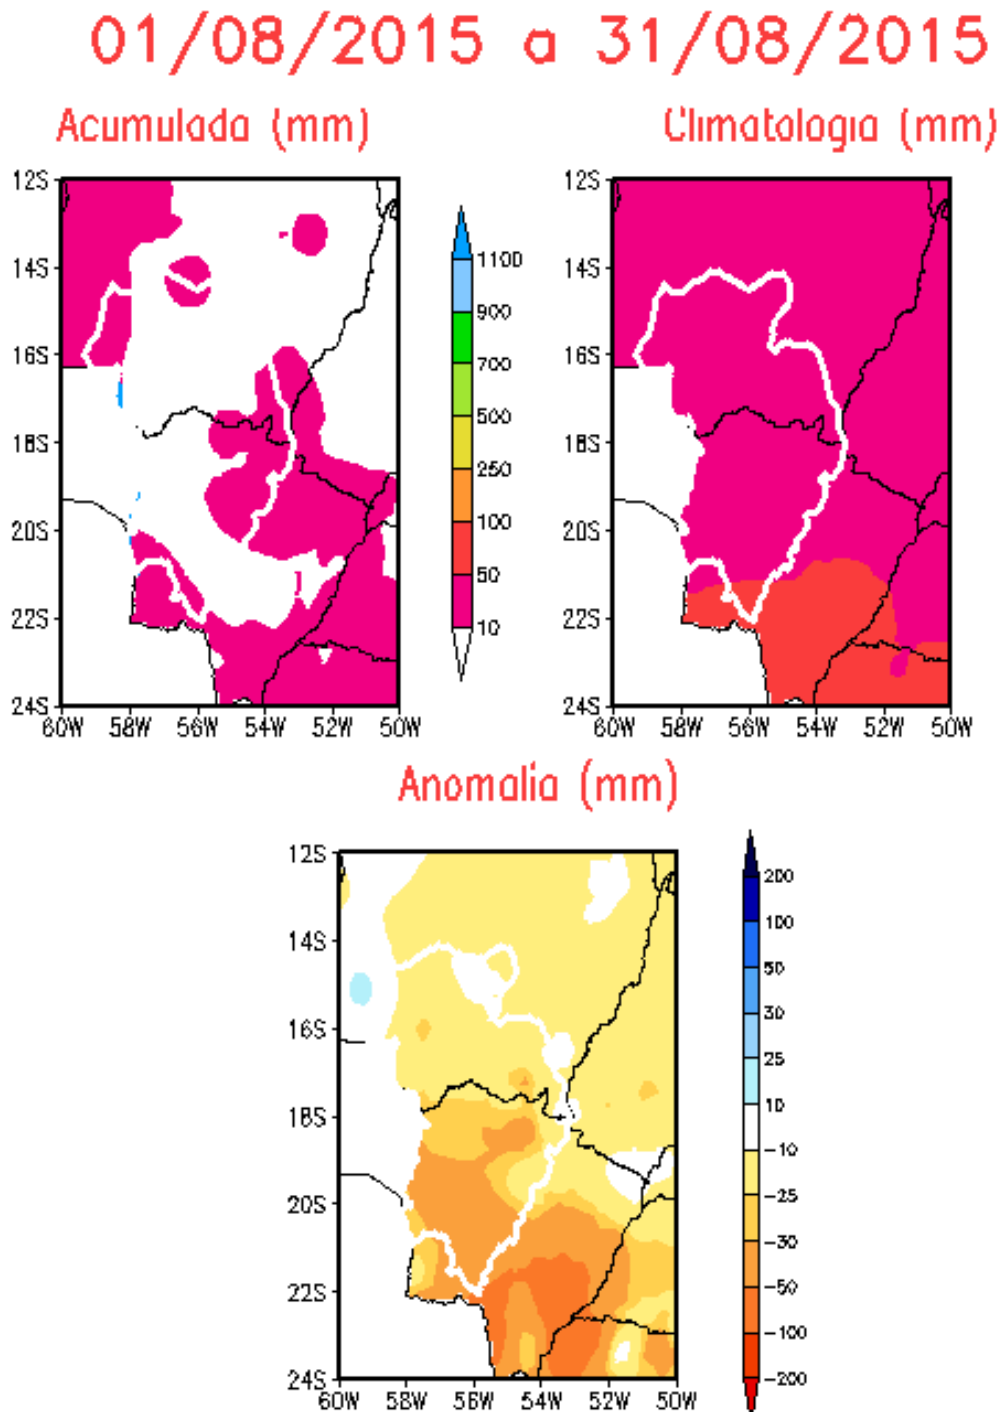 01/08/2015 a 31/08/2015
Acumulada (mm)
Climatologia (mm)
12S
14S
16S
18S
20S
22S
24S
60W 58W 56W 54W 52W 50W
1100
900
700
500
250
100
50
10
12S
14S
16S
18S
20S
22S
24S
60W 58W 56W 54W 52W 50W
Anomalia (mm)
12S
14S
16S
18S
20S
22S
24S
60W 58W 56W 54W 52W 50W
200
100
50
30
25
10
-10
-25
-30
-50
-100
-200